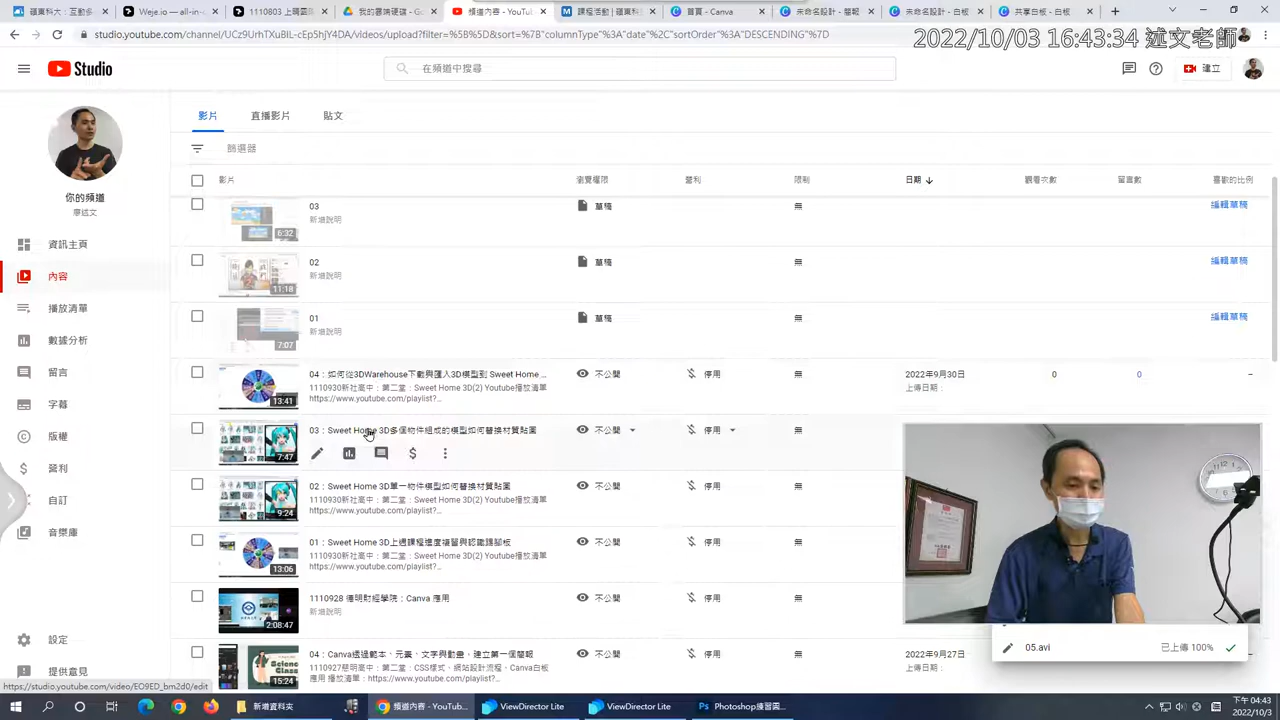 礦實科大：互動多
Weje.io — all-in-c
1110803 上萌薑
我的雲端硬碟 - Go
頻道內容 - YouTul
課程活動 | 礦實科
首頁 - Canva
未命名設計 - 簡報
未命名設計 - 白板
共享白板 - 白板
studio.youtube.com/channel/UCz9UrhTXuBIL-cEp5hjY4DA/videos/upload?filter=%5B%5D&sort=%7B"columnType"%3A"date"%2C"sortOrder"%3A"DESCENDING"%7D
2022/10/03 16:43:34 述文老師
Studio
在頻道中搜尋
建立
影片 直播影片 貼文
篩選器
影片 瀏覽權限 營利 限制 日期 觀看次數 留言數 喜歡的比例
你的頻道
廖述文
資訊主頁
內容
播放清單
數據分析
留言
字幕
版權
營利
自訂
音樂庫
設定
提供意見
03 草稿 無 編輯草稿
新增說明
6:32
02 草稿 無 編輯草稿
新增說明
11:18
01 草稿 無 編輯草稿
新增說明
7:07
04：如何從3DWarehouse下載與匯入3D模型到 Sweet Home ... 不公開 停用 無 2022年9月30日 0 0 –
1110930新社高中：第二堂：Sweet Home 3D(2) Youtube播放清單 上傳日期：
https://www.youtube.com/playlist?...
13:41
03：Sweet Home 3D多個物件組成的模型如何替換材質貼圖 不公開 停用 無
7:47
02：Sweet Home 3D單一物件模型如何替換材質貼圖 不公開 停用 無
1110930新社高中：第二堂：Sweet Home 3D(2) Youtube播放清單
https://www.youtube.com/playlist?...
9:24
01：Sweet Home 3D上週課程進度複習與認識踢腳板 不公開 停用 無
1110930新社高中：第二堂：Sweet Home 3D(2) Youtube播放清單
https://www.youtube.com/playlist?...
13:06
1110928 德明財經學院：Canva 應用 不公開 停用 無
新增說明
2:08:47
04：Canva透過範本、元素、文字與動畫，建立第一個簡報 不公開 停用 無 2022年9月27日
1110927慈明高中：CSS樣式、網站設計流程、Canva白板 上傳日期：
應用 播放清單：https://www.youtube.com/playlist?...
Science
Class
15:24
05.avi 已上傳 100%
https://studio.youtube.com/video/EO9ED_bm2d0/edit
新增資料夾
頻道內容 - YouTub...
ViewDirector Lite
ViewDirector Lite
Photoshop練習圖...
下午 04:43
2022/10/3